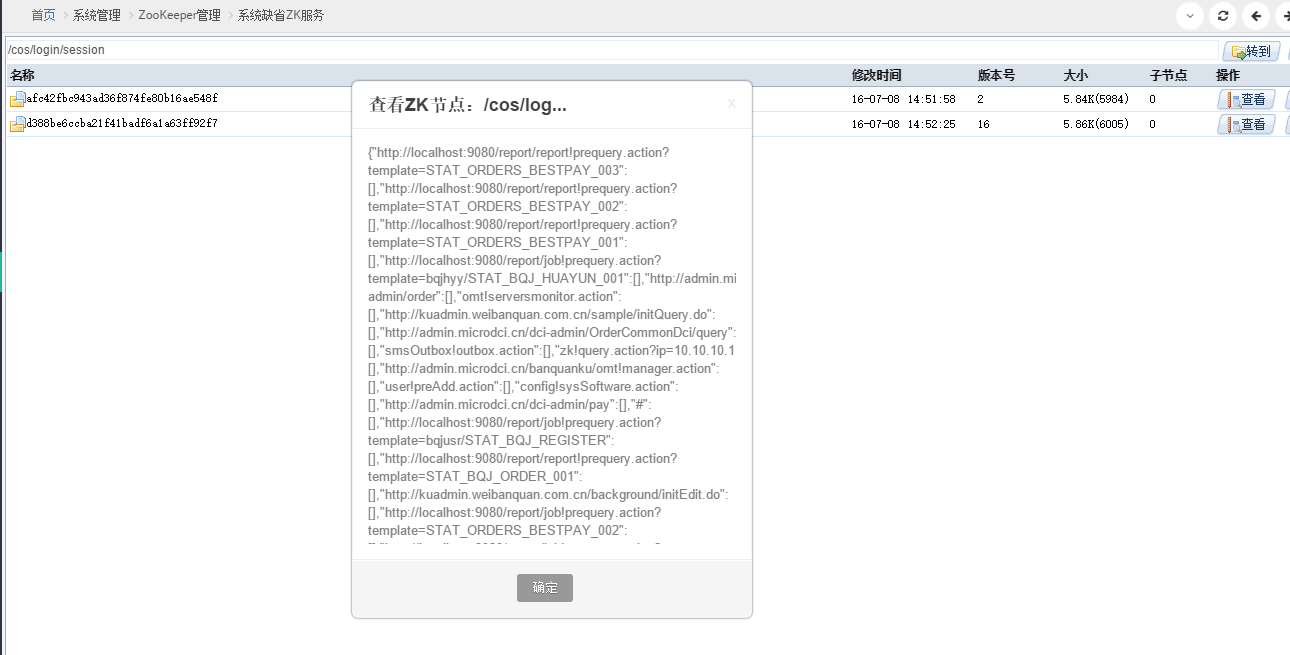 首页 系统管理 ZooKeeper管理 系统缺省ZK服务
/cos/login/session
转到
名称 修改时间 版本号 大小 子节点 操作
afc42fbc943ad36f874fe80b16ae548f 16-07-08 14:51:58 2 5.84K(5984) 0 查看
d388be6ccba21f41badf6a1a63ff92f7 16-07-08 14:52:25 16 5.86K(6005) 0 查看
查看ZK节点：/cos/log...
x
{"http://localhost:9080/report/report!prequery.action?
template=STAT_ORDERS_BESTPAY_003":
[],"http://localhost:9080/report/report!prequery.action?
template=STAT_ORDERS_BESTPAY_002":
[],"http://localhost:9080/report/report!prequery.action?
template=STAT_ORDERS_BESTPAY_001":
[],"http://localhost:9080/report/job!prequery.action?
template=bqjhyy/STAT_BQJ_HUAYUN_001":[],"http://admin.mi
admin/order":[],"omt!serversmonitor.action":
[],"http://kuadmin.weibanquan.com.cn/sample/initQuery.do":
[],"http://admin.microdci.cn/dci-admin/OrderCommonDci/query":
[],"smsOutbox!outbox.action":[],"zk!query.action?ip=10.10.10.1
[],"http://admin.microdci.cn/banquanku/omt!manager.action":
[],"user!preAdd.action":[],"config!sysSoftware.action":
[],"http://admin.microdci.cn/dci-admin/pay":[],"#":
[],"http://localhost:9080/report/job!prequery.action?
template=bqjusr/STAT_BQJ_REGISTER":
[],"http://localhost:9080/report/report!prequery.action?
template=STAT_BQJ_ORDER_001":
[],"http://kuadmin.weibanquan.com.cn/background/initEdit.do":
[],"http://localhost:9080/report/job!prequery.action?
template=STAT_ORDERS_BESTPAY_002":
确定